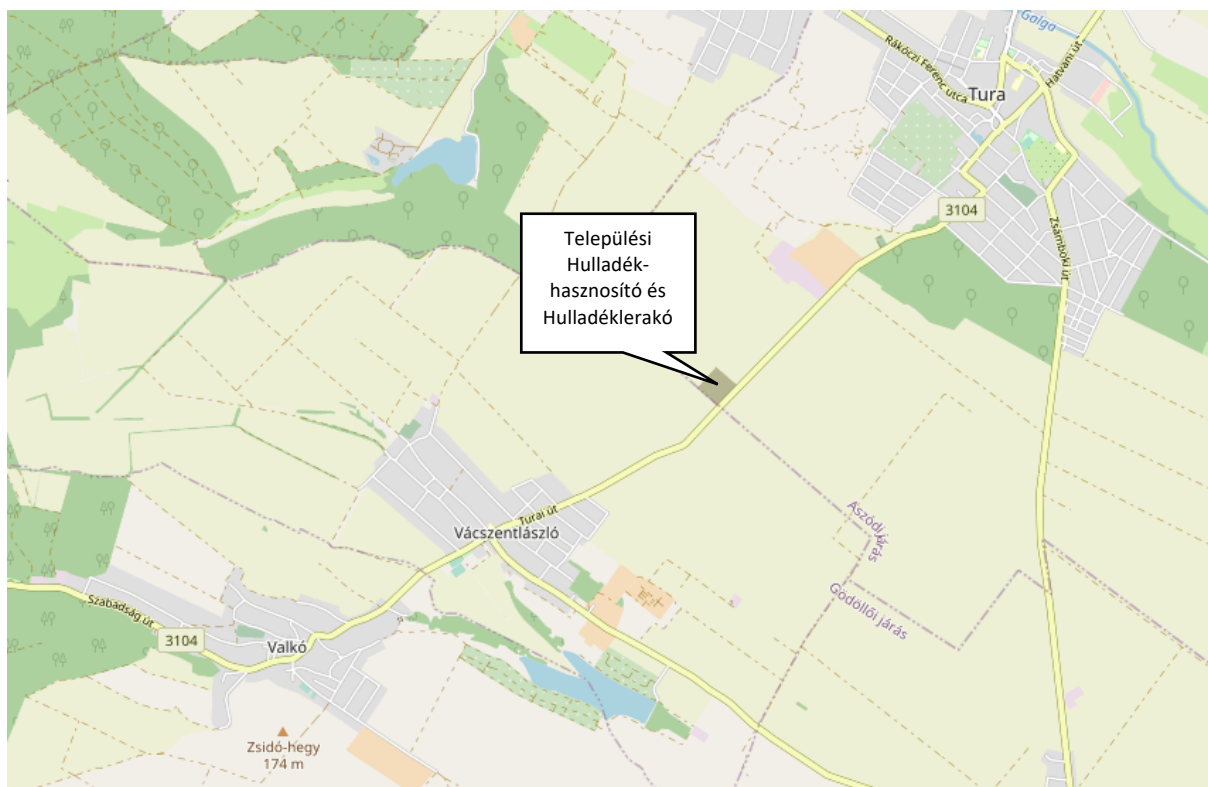 Galga
Rákóczi Ferenc utca
Hatvani út
Tura
3104
Zsámboki út
Települési
Hulladék-
hasznosító és
Hulladéklerakó
Turai út
Vácszentlászló
Aszódi járás
Gödöllői járás
Szabadság út
3104
Valkó
Zsidó-hegy
174 m